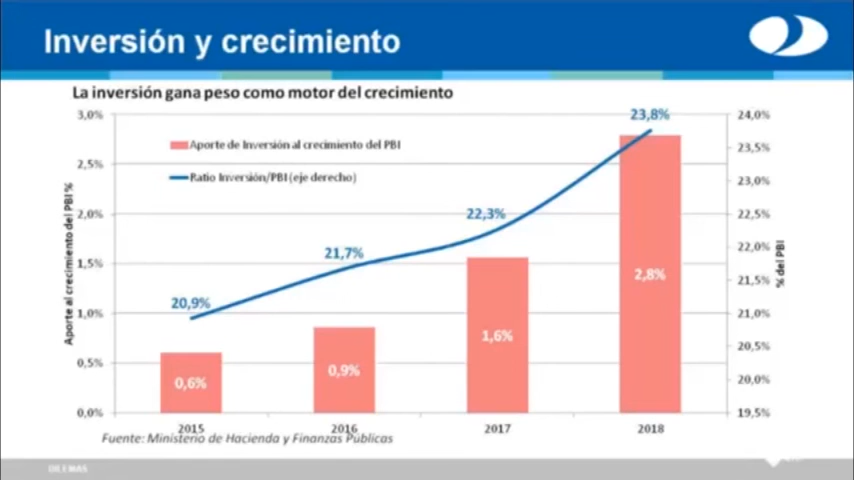 Inversión y crecimiento
La inversión gana peso como motor del crecimiento
3,0%
2,5%
2,0%
1,5%
1,0%
0,5%
0,0%
Aporte al crecimiento del PBI %
Aporte de Inversión al crecimiento del PBI
Ratio Inversión/PBI (eje derecho)
20,9%
21,7%
22,3%
23,8%
0,6%
0,9%
1,6%
2,8%
24,0%
23,5%
23,0%
22,5%
22,0%
21,5%
21,0%
20,5%
20,0%
19,5%
% del PBI
2015 2016 2017 2018
Fuente: Ministerio de Hacienda y Finanzas Públicas
DILEMAS